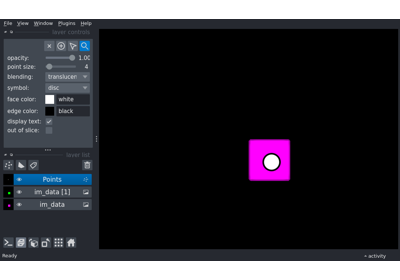 File View Window Plugins Help
layer controls
opacity: 1.00
point size: 4
blending: translucen
symbol: disc
face color: white
edge color: black
display text:
out of slice:
layer list
Points
im_data [1]
im_data
Ready
activity